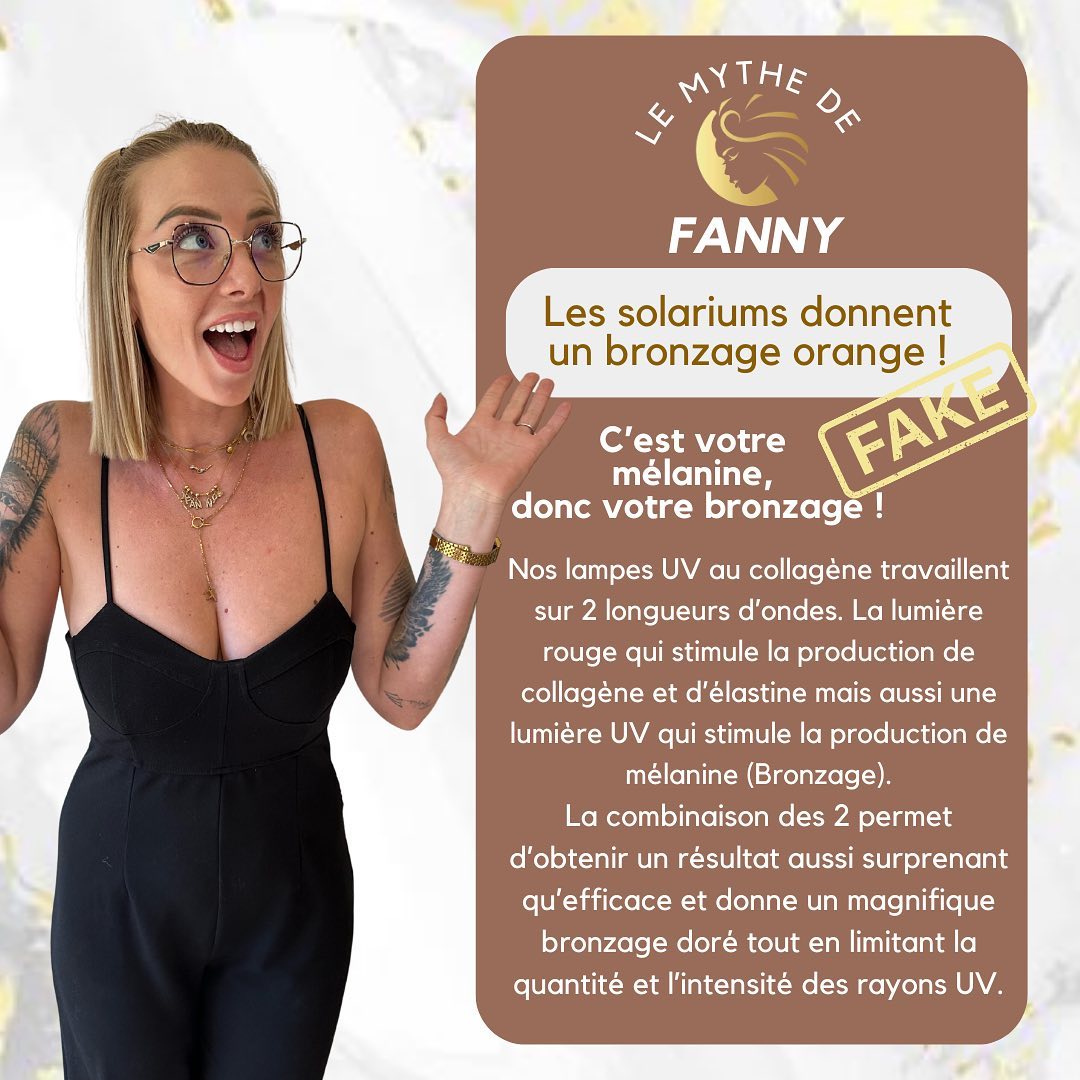 LE MYTHE DE
FANNY
Les solariums donnent
un bronzage orange !
FAKE
C'est votre
mélanine,
donc votre bronzage !
Nos lampes UV au collagène travaillent
sur 2 longueurs d'ondes. La lumière
rouge qui stimule la production de
collagène et d'élastine mais aussi une
lumière UV qui stimule la production de
mélanine (Bronzage).
La combinaison des 2 permet
d'obtenir un résultat aussi surprenant
qu'efficace et donne un magnifique
bronzage doré tout en limitant la
quantité et l'intensité des rayons UV.